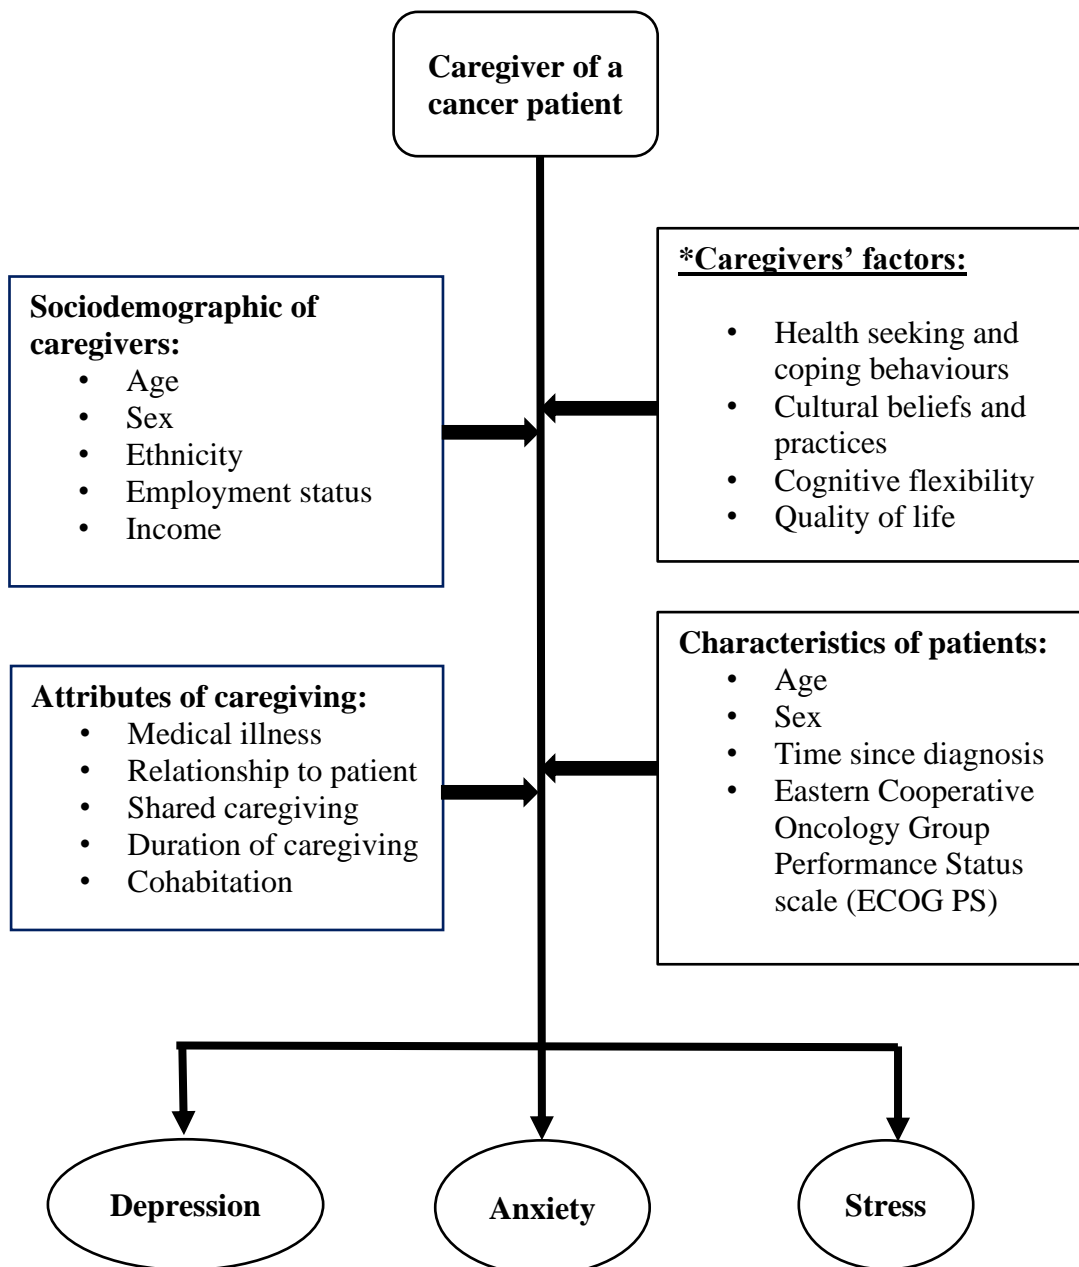 Caregiver of a
cancer patient
*Caregivers’ factors:
• Health seeking and
coping behaviours
• Cultural beliefs and
practices
• Cognitive flexibility
• Quality of life
Sociodemographic of
caregivers:
• Age
• Sex
• Ethnicity
• Employment status
• Income
Characteristics of patients:
• Age
• Sex
• Time since diagnosis
• Eastern Cooperative
Oncology Group
Performance Status
scale (ECOG PS)
Attributes of caregiving:
• Medical illness
• Relationship to patient
• Shared caregiving
• Duration of caregiving
• Cohabitation
Depression
Anxiety
Stress